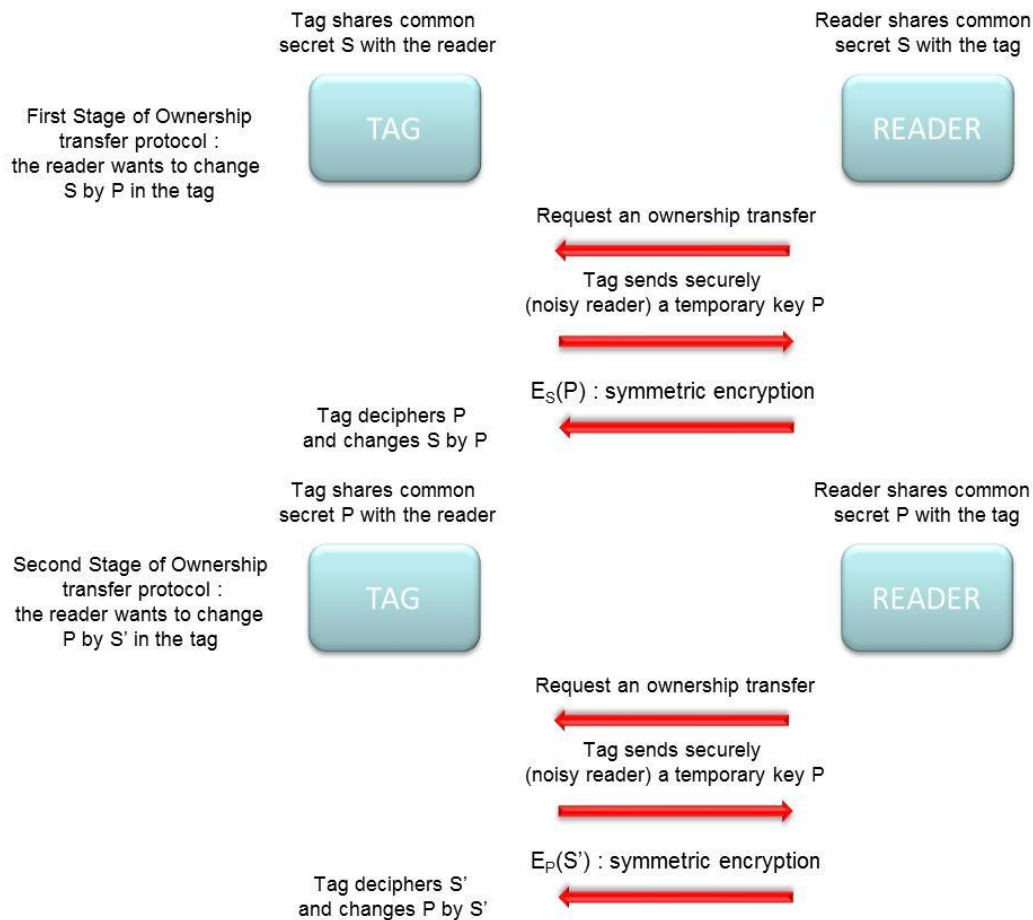 Tag shares common
secret S with the reader
Reader shares common
secret S with the tag
First Stage of Ownership
transfer protocol :
the reader wants to change
S by P in the tag
TAG
READER
Request an ownership transfer
Tag sends securely
(noisy reader) a temporary key P
E_S(P) : symmetric encryption
Tag deciphers P
and changes S by P
Tag shares common
secret P with the reader
Reader shares common
secret P with the tag
Second Stage of Ownership
transfer protocol :
the reader wants to change
P by S’ in the tag
TAG
READER
Request an ownership transfer
Tag sends securely
(noisy reader) a temporary key P
E_P(S’) : symmetric encryption
Tag deciphers S’
and changes P by S’